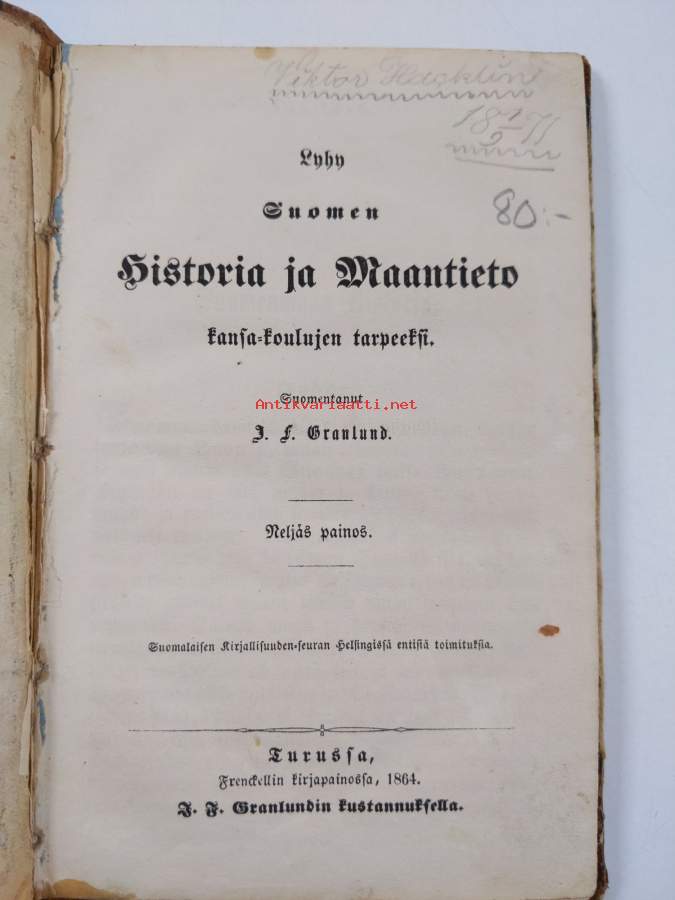 Viktor Hacklin
18 1/2 71
Lyhy
80:-
Suomen
Historia ja Maantieto
kansa-koulujen tarpeeksi.
Suomentanut
Antikvariaatti.net
J. F. Granlund.
Neljäs painos.
Suomalaisen Kirjallisuuden-seuran Helsingissä entisiä toimituksia.
Turussa,
Frenckellin kirjapainossa, 1864.
J. F. Granlundin kustannuksella.